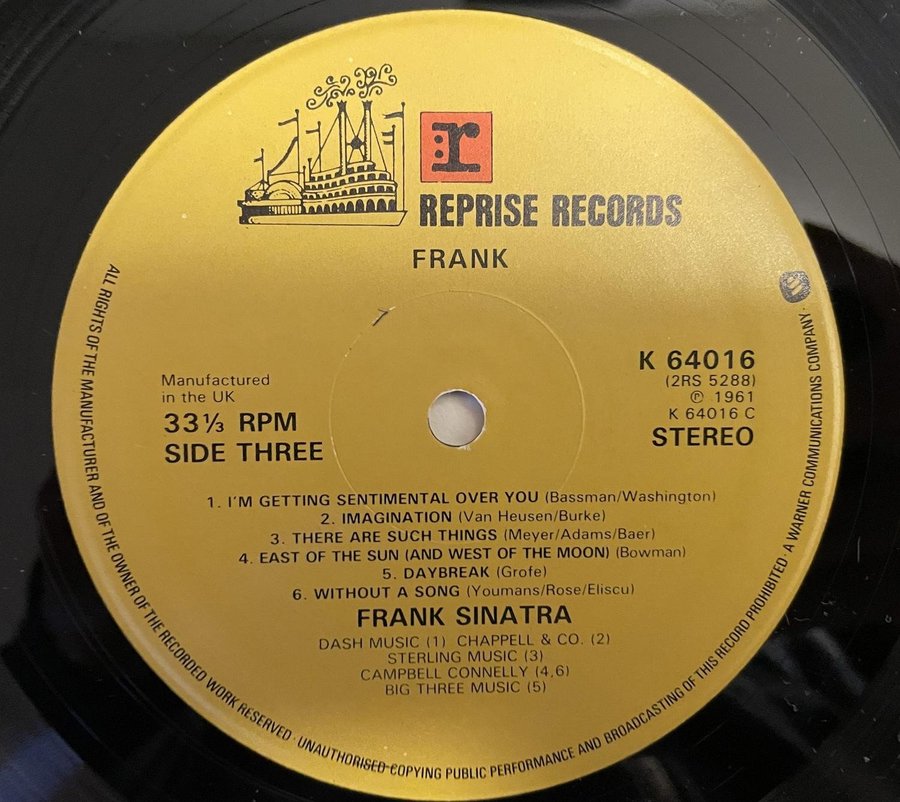 r
REPRISE RECORDS
FRANK
Manufactured
in the UK
33⅓ RPM
SIDE THREE
K 64016
(2RS 5288)
℗ 1961
K 64016 C
STEREO
1. I'M GETTING SENTIMENTAL OVER YOU (Bassman/Washington)
2. IMAGINATION (Van Heusen/Burke)
3. THERE ARE SUCH THINGS (Meyer/Adams/Baer)
4. EAST OF THE SUN (AND WEST OF THE MOON) (Bowman)
5. DAYBREAK (Grofe)
6. WITHOUT A SONG (Youmans/Rose/Eliscu)
FRANK SINATRA
DASH MUSIC (1) CHAPPELL & CO. (2)
STERLING MUSIC (3)
CAMPBELL CONNELLY (4,6)
BIG THREE MUSIC (5)
ALL RIGHTS OF THE MANUFACTURER AND OF THE OWNER OF THE RECORDED WORK RESERVED · UNAUTHORISED COPYING PUBLIC PERFORMANCE AND BROADCASTING OF THIS RECORD PROHIBITED · A WARNER COMMUNICATIONS COMPANY ·